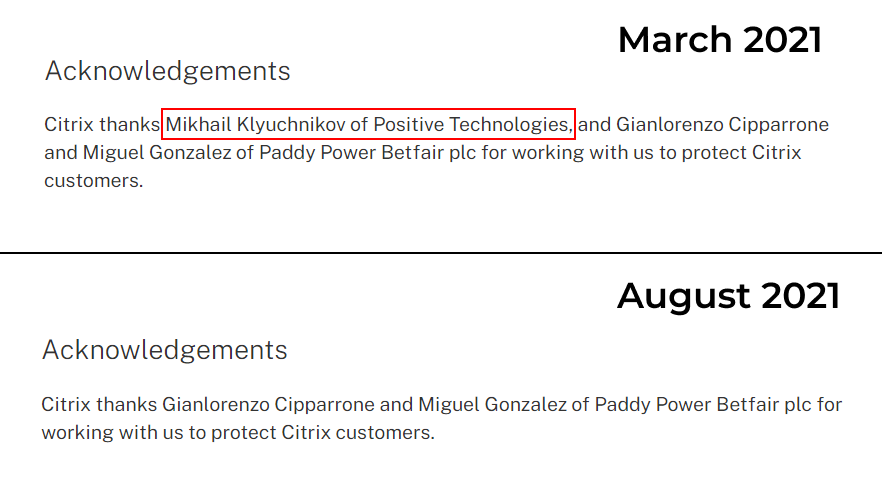 March 2021
Acknowledgements
Citrix thanks Mikhail Klyuchnikov of Positive Technologies, and Gianlorenzo Cipparrone
and Miguel Gonzalez of Paddy Power Betfair plc for working with us to protect Citrix
customers.
August 2021
Acknowledgements
Citrix thanks Gianlorenzo Cipparrone and Miguel Gonzalez of Paddy Power Betfair plc for
working with us to protect Citrix customers.